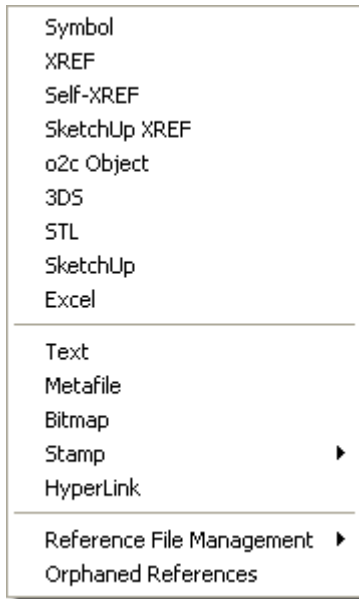 Symbol
XREF
Self-XREF
SketchUp XREF
o2c Object
3DS
STL
SketchUp
Excel
Text
Metafile
Bitmap
Stamp
HyperLink
Reference File Management
Orphaned References